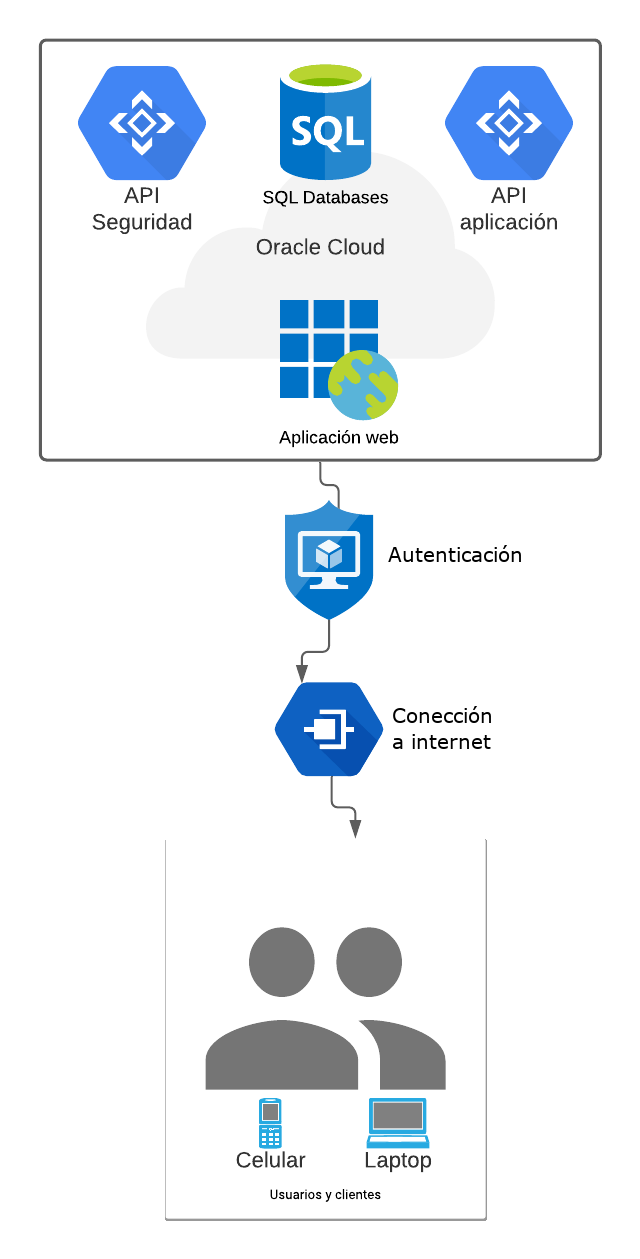 SQL
API
Seguridad
SQL Databases
API
aplicación
Oracle Cloud
Aplicación web
Autenticación
Conección
a internet
Celular
Laptop
Usuarios y clientes